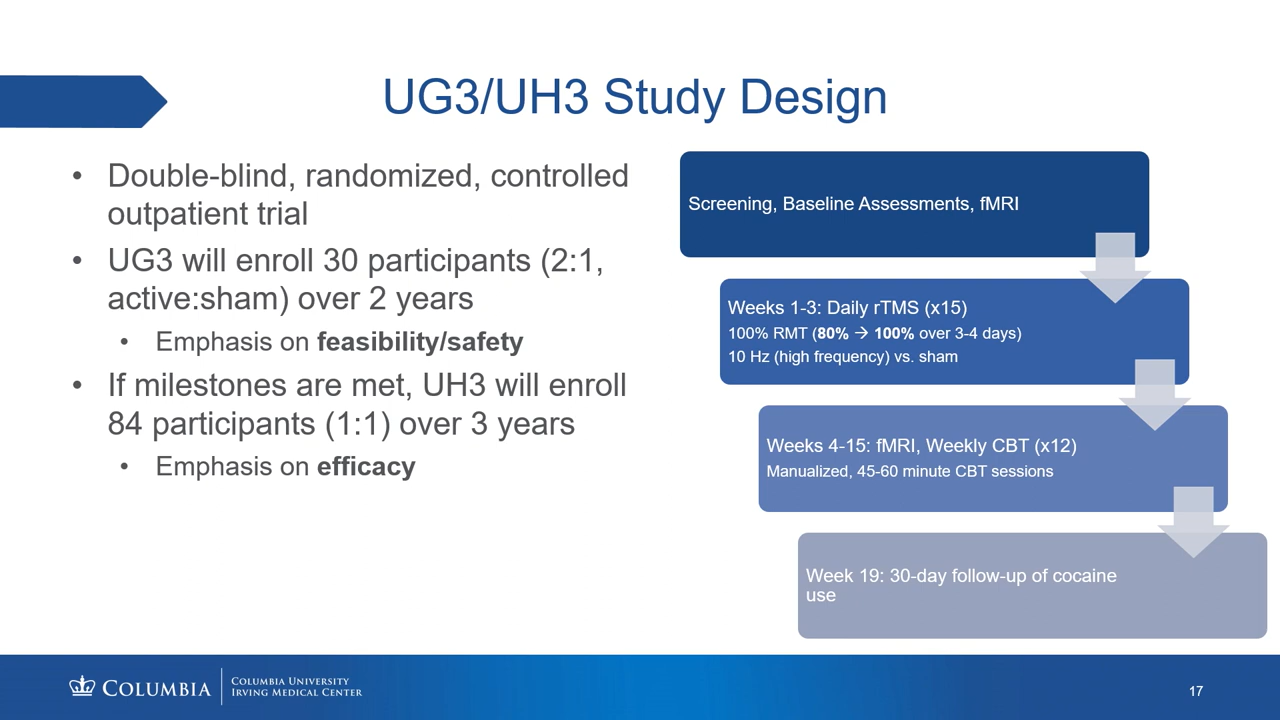 UG3/UH3 Study Design
• Double-blind, randomized, controlled
outpatient trial
• UG3 will enroll 30 participants (2:1,
active:sham) over 2 years
• Emphasis on feasibility/safety
• If milestones are met, UH3 will enroll
84 participants (1:1) over 3 years
• Emphasis on efficacy
Screening, Baseline Assessments, fMRI
Weeks 1-3: Daily rTMS (x15)
100% RMT (80% → 100% over 3-4 days)
10 Hz (high frequency) vs. sham
Weeks 4-15: fMRI, Weekly CBT (x12)
Manualized, 45-60 minute CBT sessions
Week 19: 30-day follow-up of cocaine
use
COLUMBIA
COLUMBIA UNIVERSITY
IRVING MEDICAL CENTER
17